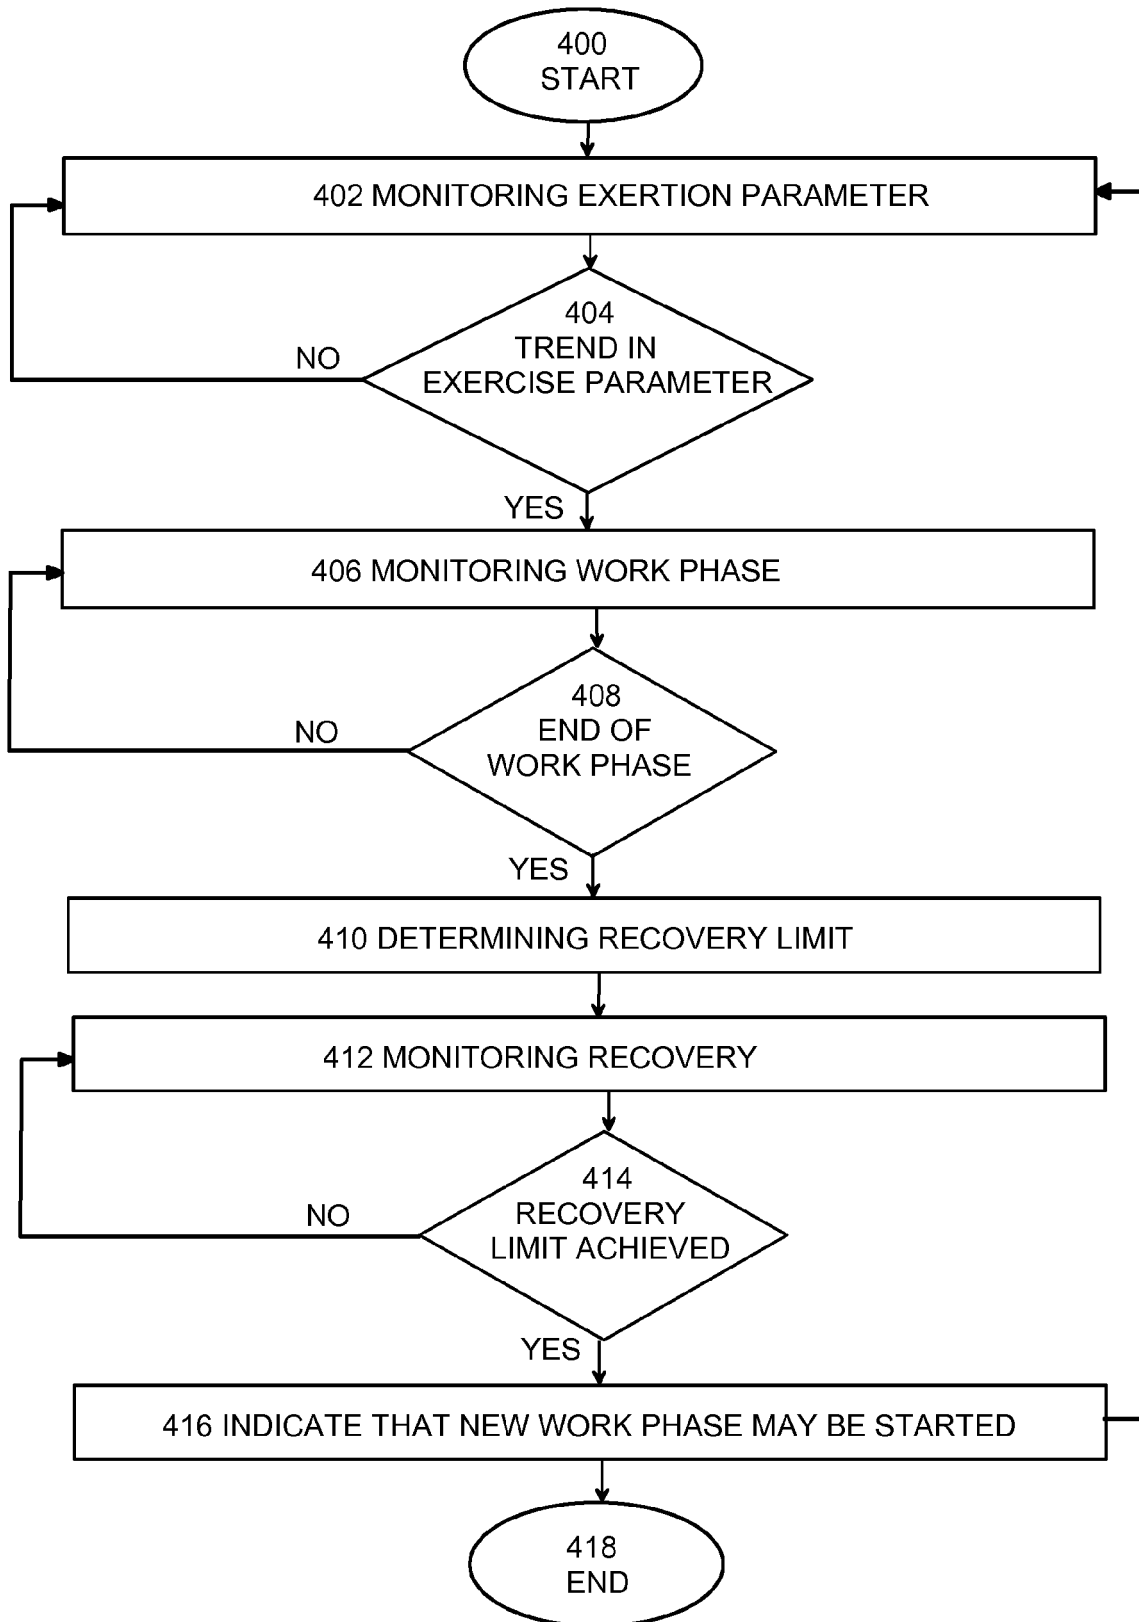 400
START
402 MONITORING EXERTION PARAMETER
404
TREND IN
EXERCISE PARAMETER
NO
YES
406 MONITORING WORK PHASE
408
END OF
WORK PHASE
NO
YES
410 DETERMINING RECOVERY LIMIT
412 MONITORING RECOVERY
414
RECOVERY
LIMIT ACHIEVED
NO
YES
416 INDICATE THAT NEW WORK PHASE MAY BE STARTED
418
END